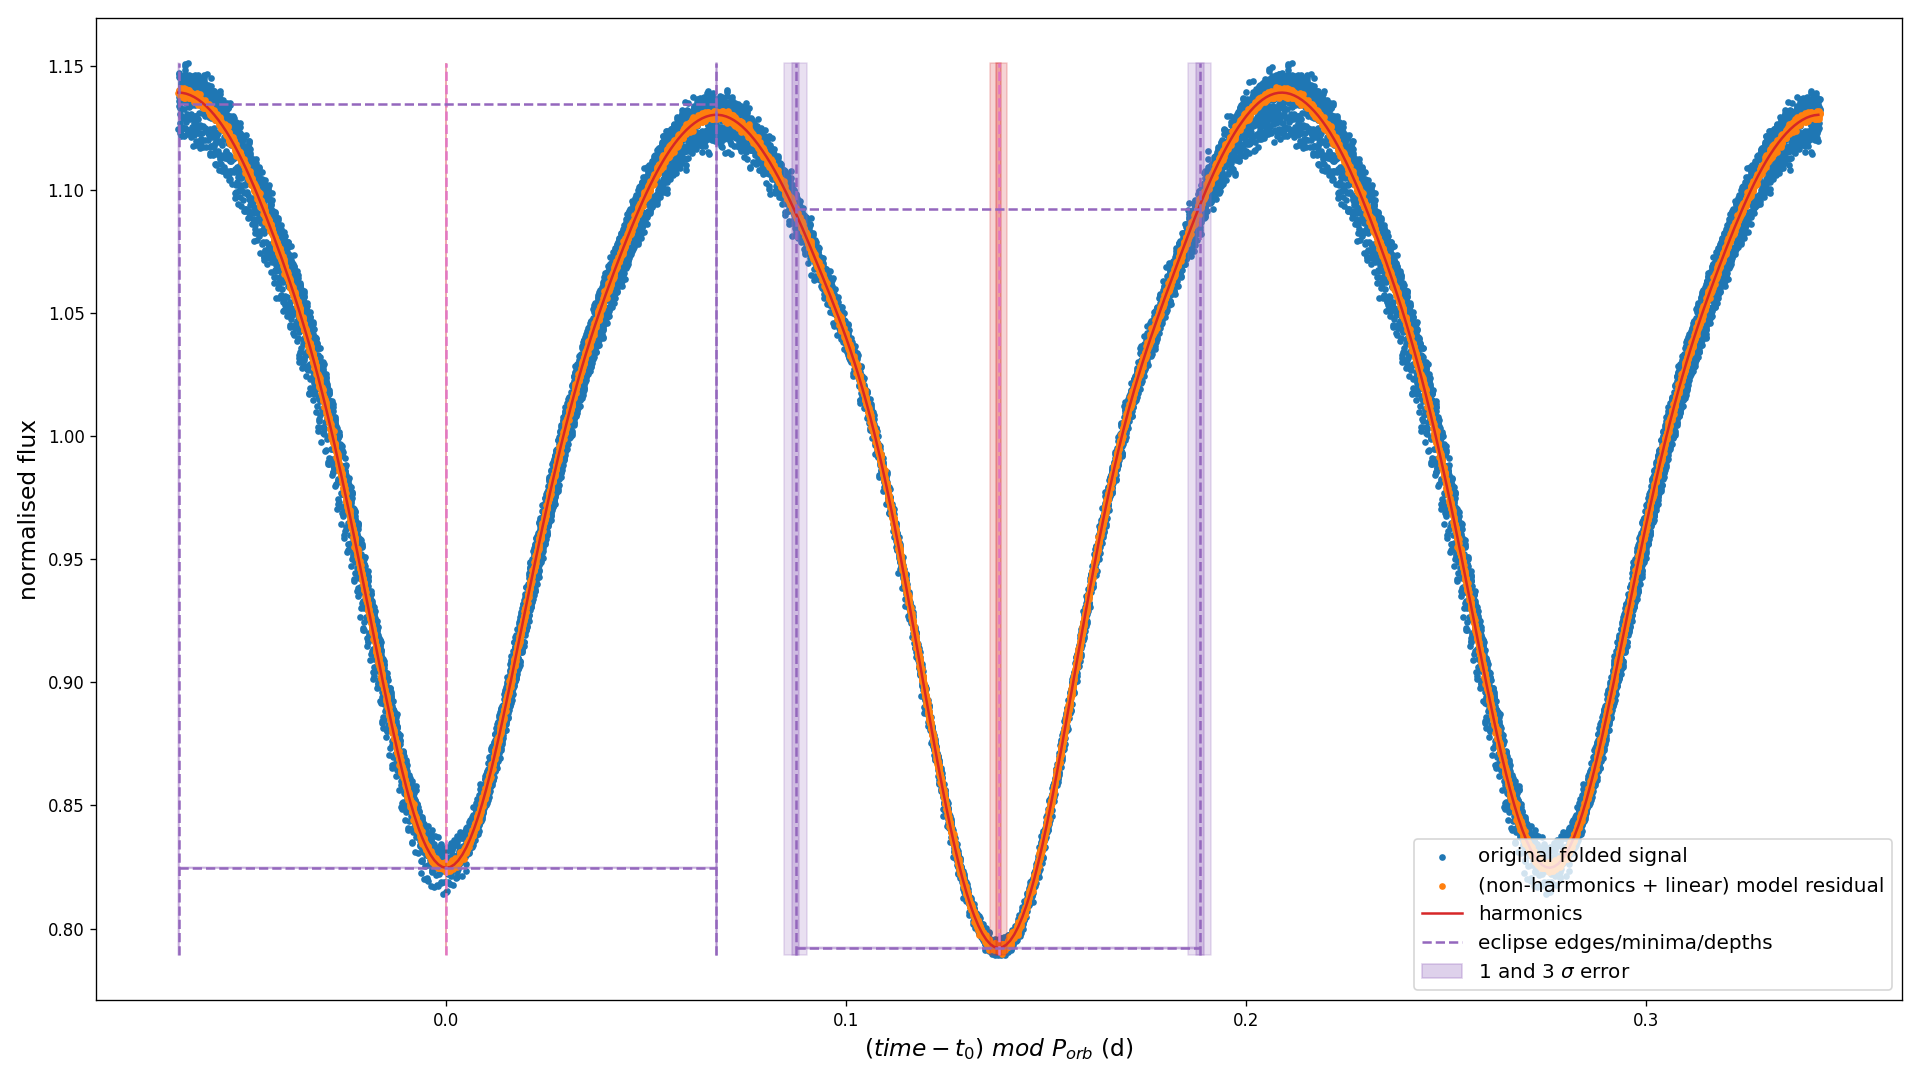 1.15
1.10
1.05
1.00
0.95
0.90
0.85
0.80
normalised flux
0.0 0.1 0.2 0.3
(time − t₀) mod Pₒᵣb (d)
original folded signal
(non-harmonics + linear) model residual
harmonics
eclipse edges/minima/depths
1 and 3 σ error